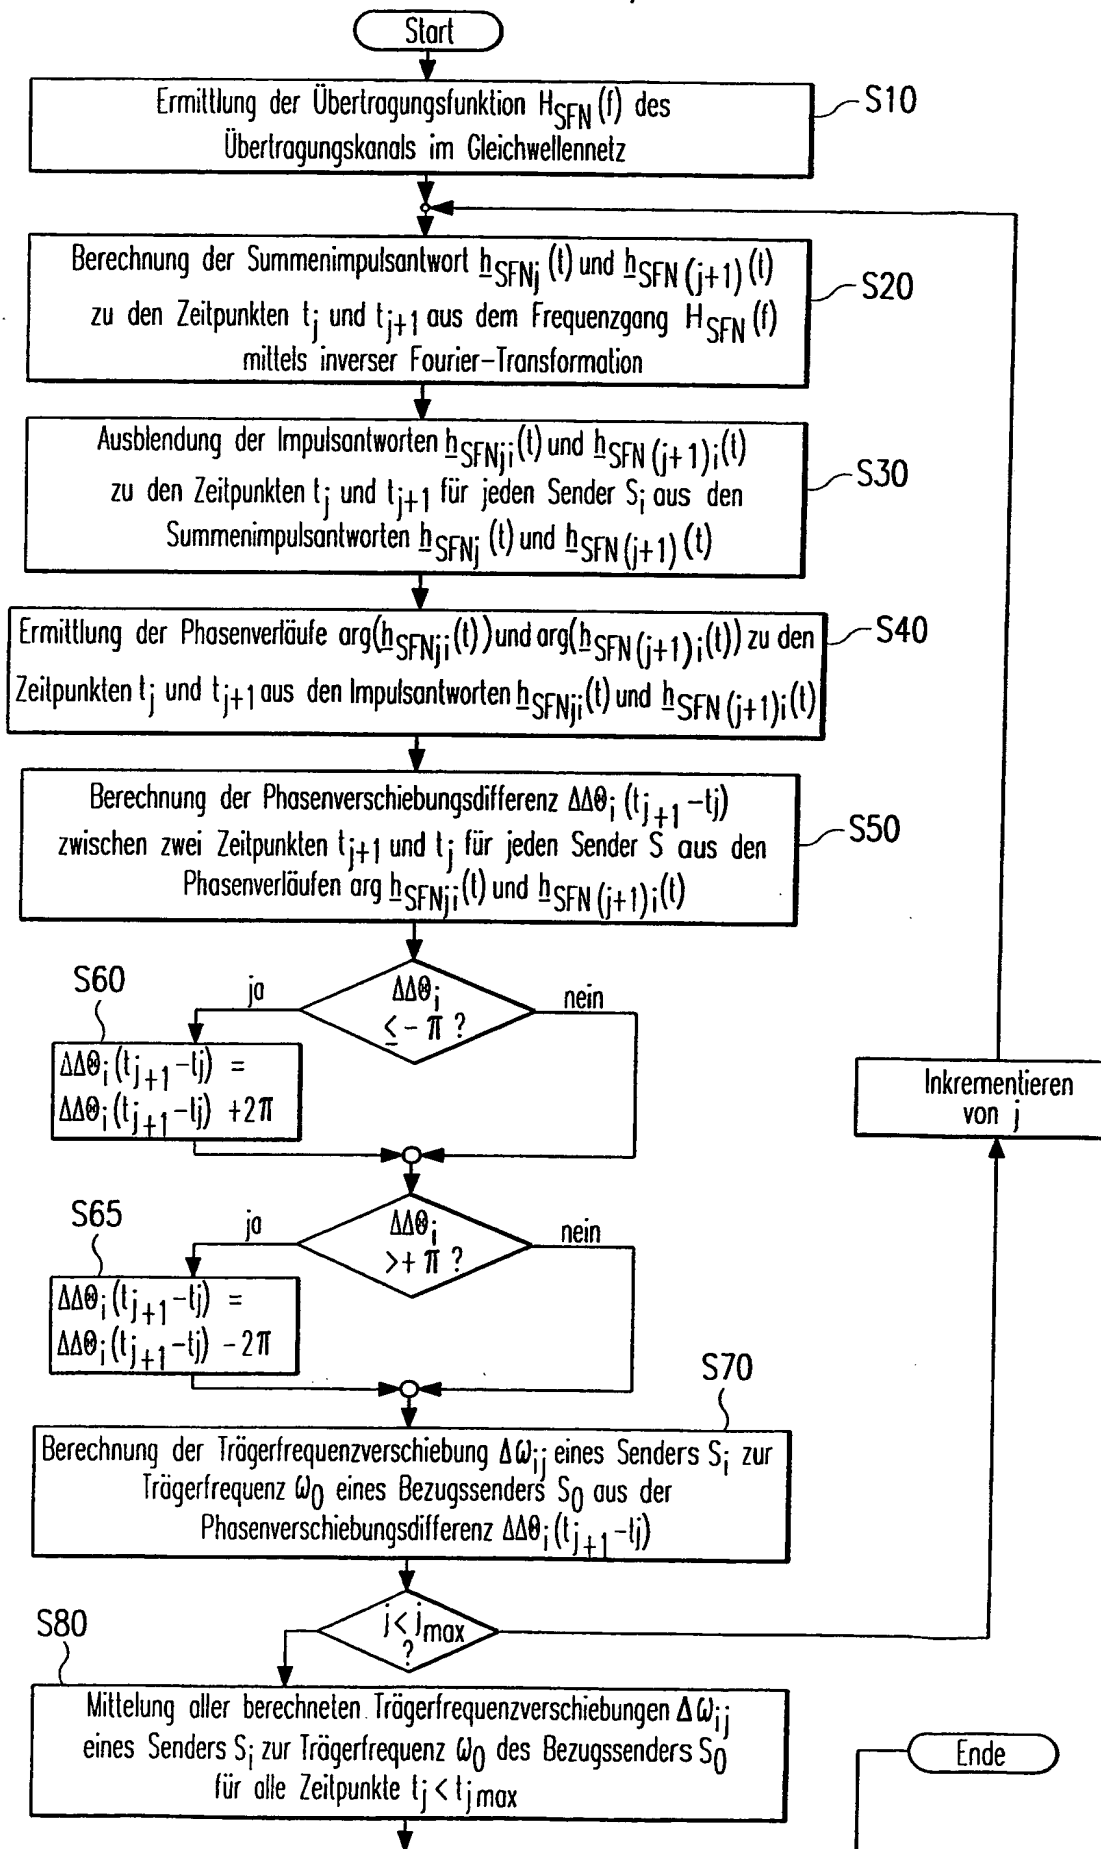 Start
Ermittlung der Übertragungsfunktion H_SFN (f) des
Übertragungskanals im Gleichwellennetz
S10
Berechnung der Summenimpulsantwort h_SFNj (t) und h_SFN (j+1) (t)
zu den Zeitpunkten t_j und t_j+1 aus dem Frequenzgang H_SFN (f)
mittels inverser Fourier-Transformation
S20
Ausblendung der Impulsantworten h_SFNji (t) und h_SFN (j+1)i (t)
zu den Zeitpunkten t_j und t_j+1 für jeden Sender S_i aus den
Summenimpulsantworten h_SFNj (t) und h_SFN (j+1) (t)
S30
Ermittlung der Phasenverläufe arg(h_SFNji (t)) und arg(h_SFN (j+1)i (t)) zu den
Zeitpunkten t_j und t_j+1 aus den Impulsantworten h_SFNji (t) und h_SFN (j+1)i (t)
S40
Berechnung der Phasenverschiebungsdifferenz ΔΔΘ_i (t_j+1 -t_j)
zwischen zwei Zeitpunkten t_j+1 und t_j für jeden Sender S aus den
Phasenverläufen arg h_SFNji (t) und h_SFN (j+1)i (t)
S50
ΔΔΘ_i
≤ - π ?
ja
nein
S60
ΔΔΘ_i (t_j+1 -t_j) =
ΔΔΘ_i (t_j+1 -t_j) +2π
Inkrementieren
von j
ΔΔΘ_i
>+ π ?
ja
nein
S65
ΔΔΘ_i (t_j+1 -t_j) =
ΔΔΘ_i (t_j+1 -t_j) -2π
S70
Berechnung der Trägerfrequenzverschiebung Δω_ij eines Senders S_i zur
Trägerfrequenz ω_0 eines Bezugssenders S_0 aus der
Phasenverschiebungsdifferenz ΔΔΘ_i (t_j+1 -t_j)
j < j_max
?
S80
Mittelung aller berechneten Trägerfrequenzverschiebungen Δω_ij
eines Senders S_i zur Trägerfrequenz ω_0 des Bezugssenders S_0
für alle Zeitpunkte t_j < t_jmax
Ende